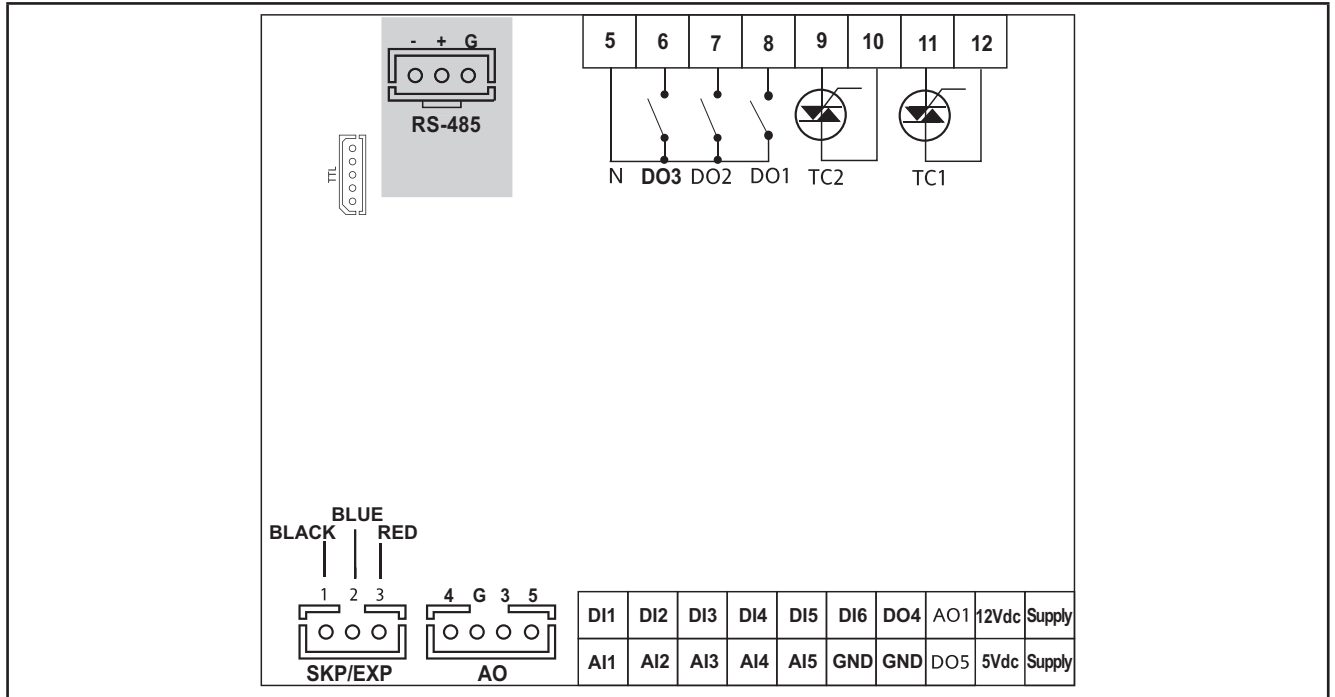 - + G
RS-485
TTL
5 6 7 8 9 10 11 12
N DO3 DO2 DO1 TC2 TC1
BLUE
BLACK RED
1 2 3
SKP/EXP
4 G 3 5
AO
DI1 DI2 DI3 DI4 DI5 DI6 DO4 AO1 12Vdc Supply
AI1 AI2 AI3 AI4 AI5 GND GND DO5 5Vdc Supply